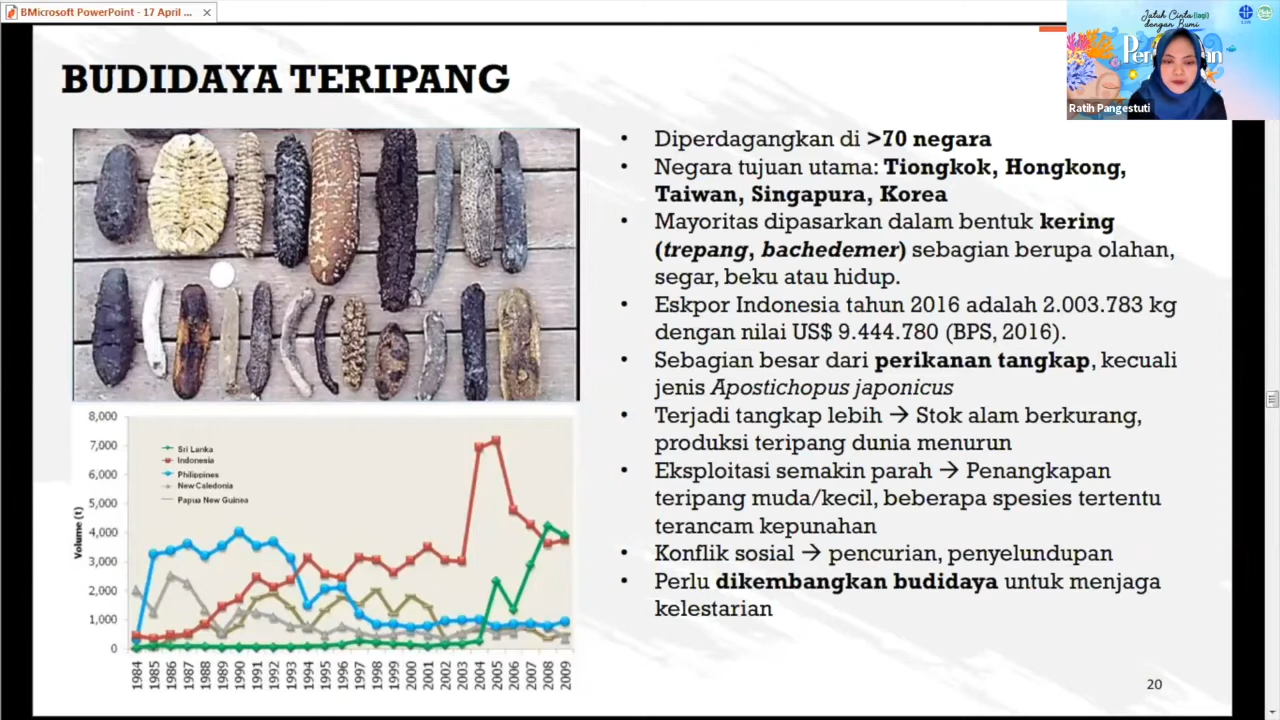 BMicrosoft PowerPoint - 17 April ...
BUDIDAYA TERIPANG
Jatuh Cinta (lagi)
dengan Bumi
Ratih Pangestuti
• Diperdagangkan di >70 negara
• Negara tujuan utama: Tiongkok, Hongkong,
Taiwan, Singapura, Korea
• Mayoritas dipasarkan dalam bentuk kering
(trepang, bachedemer) sebagian berupa olahan,
segar, beku atau hidup.
• Eskpor Indonesia tahun 2016 adalah 2.003.783 kg
dengan nilai US$ 9.444.780 (BPS, 2016).
• Sebagian besar dari perikanan tangkap, kecuali
jenis Apostichopus japonicus
• Terjadi tangkap lebih → Stok alam berkurang,
produksi teripang dunia menurun
• Eksploitasi semakin parah → Penangkapan
teripang muda/kecil, beberapa spesies tertentu
terancam kepunahan
• Konflik sosial → pencurian, penyelundupan
• Perlu dikembangkan budidaya untuk menjaga
kelestarian
8,000
7,000
6,000
5,000
4,000
3,000
2,000
1,000
0
Volume (t)
Sri Lanka
Indonesia
Philippines
New Caledonia
Papua New Guinea
1984 1985 1986 1987 1988 1989 1990 1991 1992 1993 1994 1995 1996 1997 1998 1999 2000 2001 2002 2003 2004 2005 2006 2007 2008 2009
20